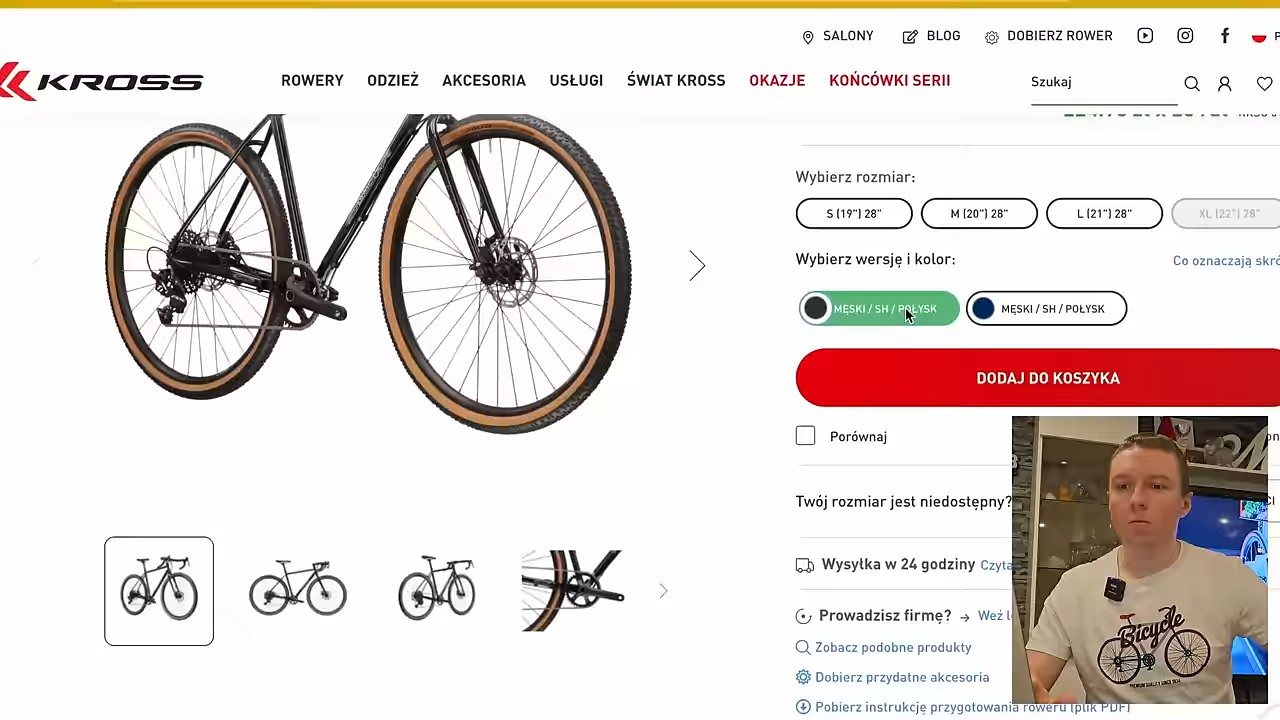 SALONY
BLOG
DOBIERZ ROWER
KROSS
ROWERY
ODZIEŻ
AKCESORIA
USŁUGI
ŚWIAT KROSS
OKAZJE
KOŃCÓWKI SERII
Szukaj
Wybierz rozmiar:
S (19") 28"
M (20") 28"
L (21") 28"
XL (22") 28"
Wybierz wersję i kolor:
Co oznaczają
MĘSKI / SH / POŁYSK
MĘSKI / SH / POŁYSK
DODAJ DO KOSZYKA
Porównaj
Twój rozmiar jest niedostępny?
Wysyłka w 24 godziny
Prowadzisz firmę? → Weź
Zobacz podobne produkty
Dobierz przydatne akcesoria
Pobierz instrukcję przygotowania roweru (plik PDF)
Bicycle